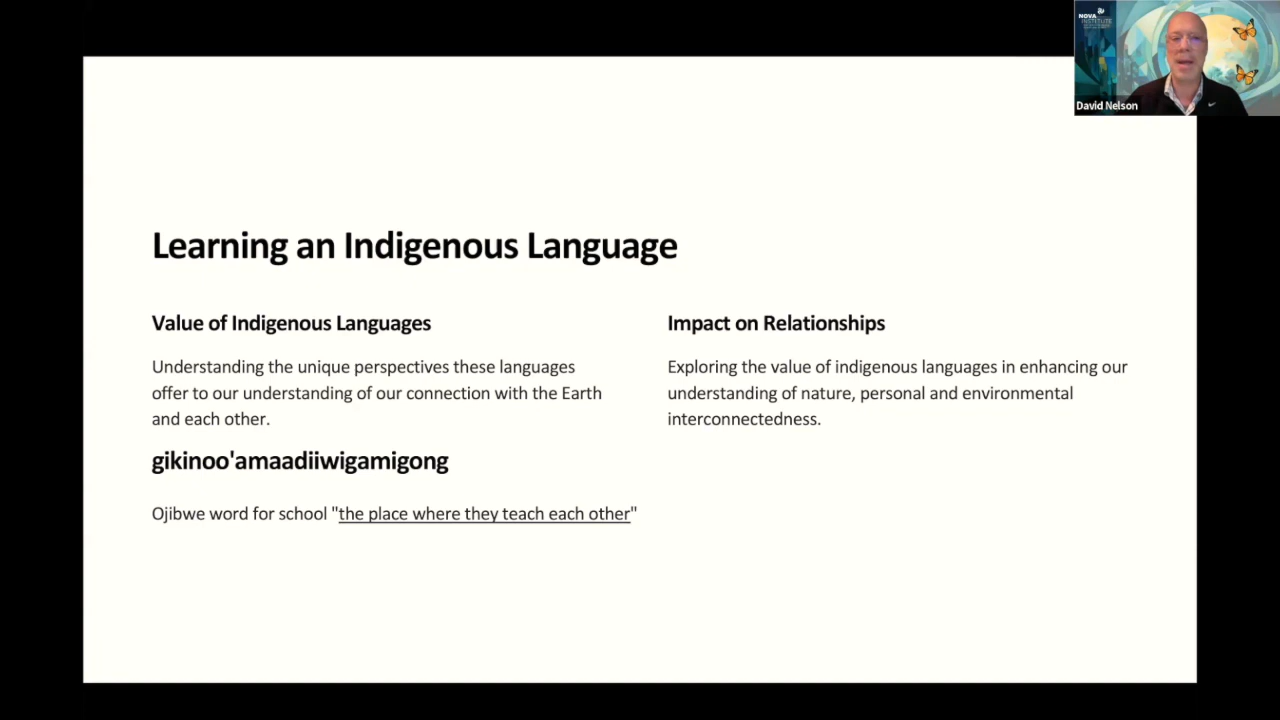 NOVA
INSTITUTE
David Nelson
Learning an Indigenous Language
Value of Indigenous Languages
Understanding the unique perspectives these languages
offer to our understanding of our connection with the Earth
and each other.
gikinoo'amaadiiwigamigong
Ojibwe word for school "the place where they teach each other"
Impact on Relationships
Exploring the value of indigenous languages in enhancing our
understanding of nature, personal and environmental
interconnectedness.